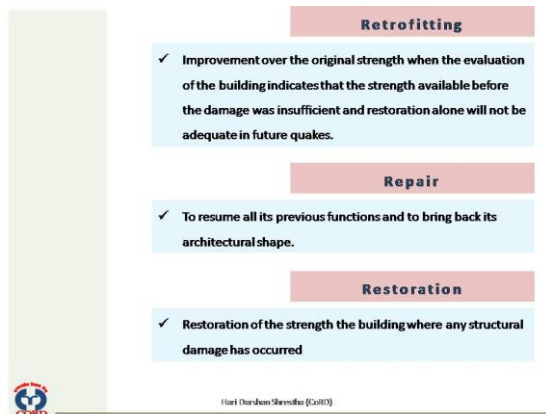 Retrofitting
✓ Improvement over the original strength when the evaluation
of the building indicates that the strength available before
the damage was insufficient and restoration alone will not be
adequate in future quakes.
Repair
✓ To resume all its previous functions and to bring back its
architectural shape.
Restoration
✓ Restoration of the strength the building where any structural
damage has occurred
Hari Darshan Shrestha (CoRD)
CORD